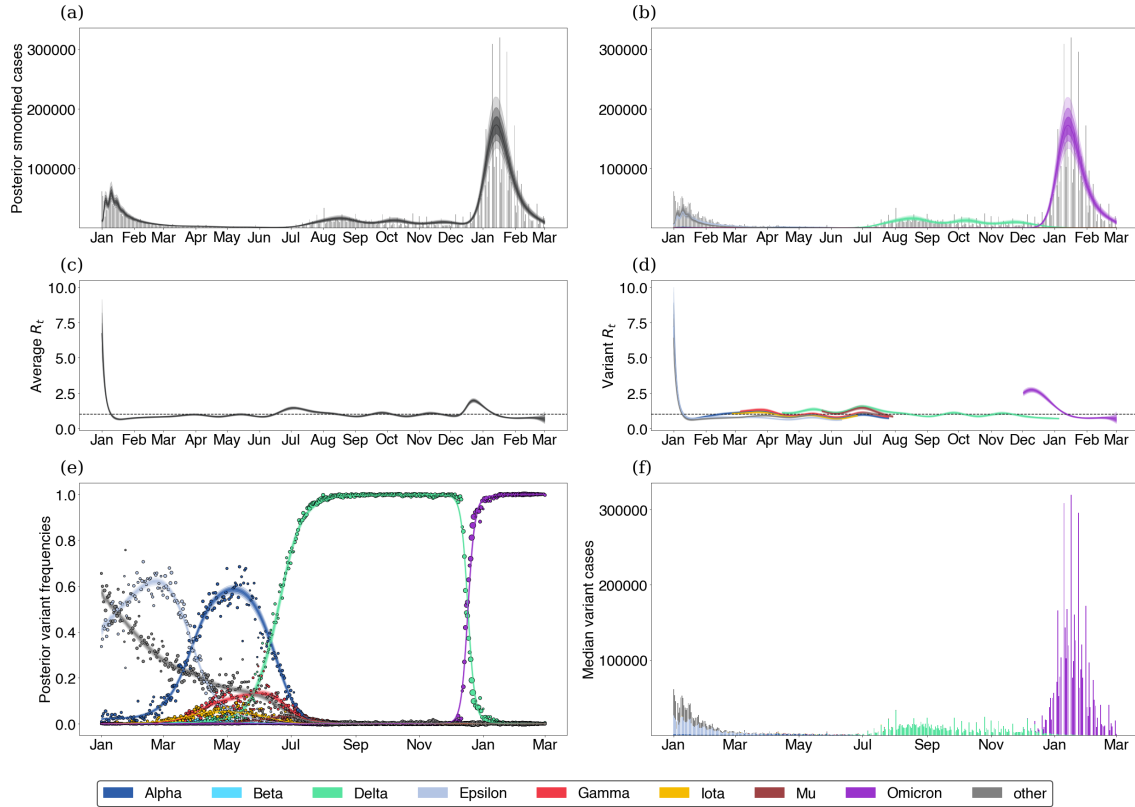 (a)
Posterior smoothed cases
300000
200000
100000
Jan Feb Mar Apr May Jun Jul Aug Sep Oct Nov Dec Jan Feb Mar
(b)
300000
200000
100000
Jan Feb Mar Apr May Jun Jul Aug Sep Oct Nov Dec Jan Feb Mar
(c)
Average R_t
10.0
7.5
5.0
2.5
0.0
Jan Feb Mar Apr May Jun Jul Aug Sep Oct Nov Dec Jan Feb Mar
(d)
Variant R_t
10.0
7.5
5.0
2.5
0.0
Jan Feb Mar Apr May Jun Jul Aug Sep Oct Nov Dec Jan Feb Mar
(e)
Posterior variant frequencies
1.0
0.8
0.6
0.4
0.2
0.0
Jan Mar May Jul Sep Nov Jan Mar
(f)
Median variant cases
300000
200000
100000
Jan Mar May Jul Sep Nov Jan Mar
Alpha Beta Delta Epsilon Gamma Iota Mu Omicron other